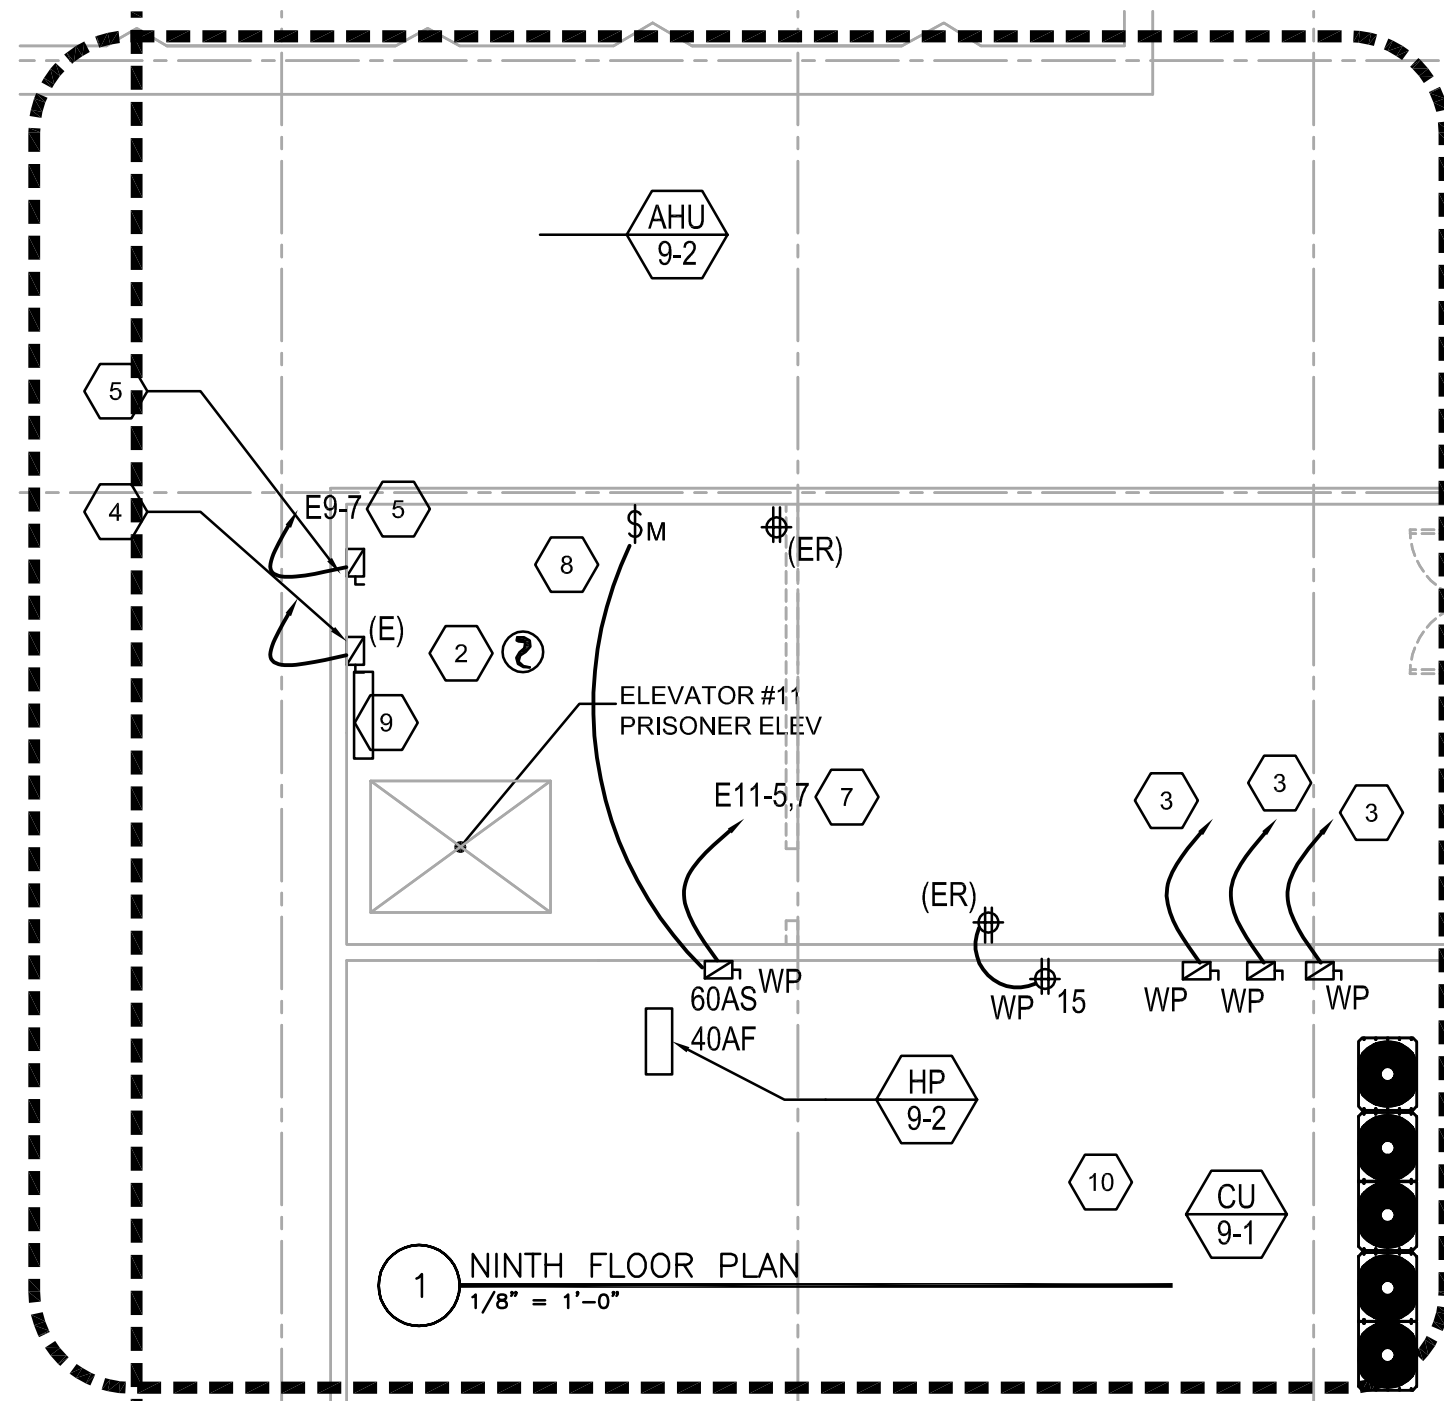 AHU
9-2
5
4
E9-7
5
$M
(ER)
8
(E)
2
9
ELEVATOR #11
PRISONER ELEV
E11-5,7
7
3
3
3
(ER)
WP
60AS
40AF
WP
15
WP
WP
WP
HP
9-2
10
CU
9-1
1
NINTH FLOOR PLAN
1/8" = 1'-0"